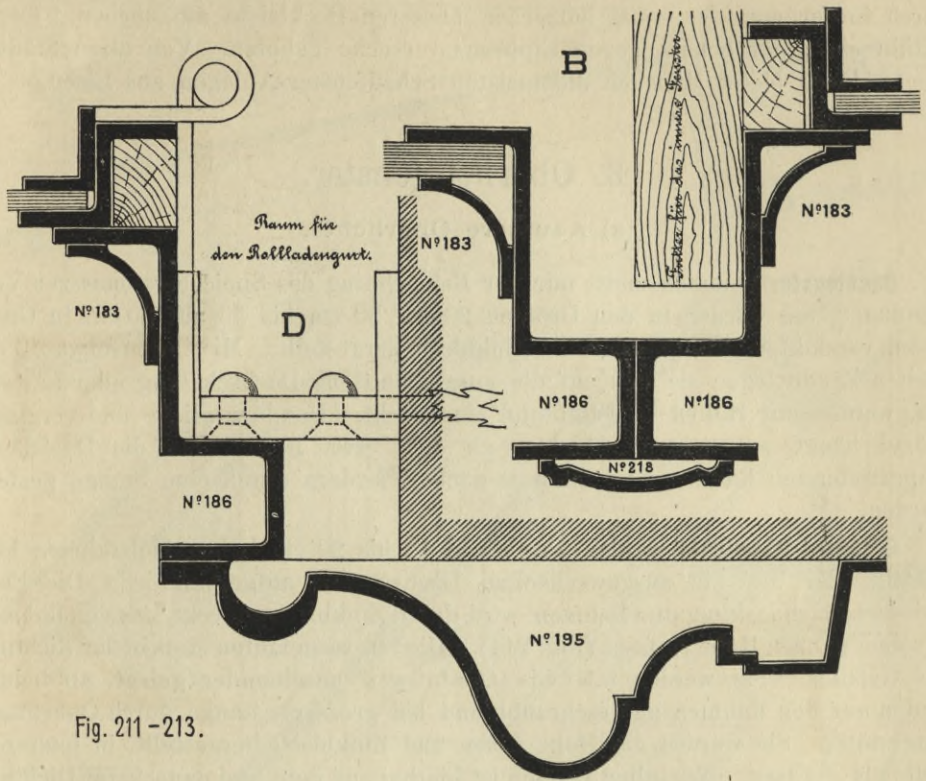 B
Futter für das innere Fenster
Nº183
Raum für
den Rollladengurt.
Nº183
Nº183
D
Nº186
Nº186
Nº218
Nº186
Nº195
Fig. 211–213.